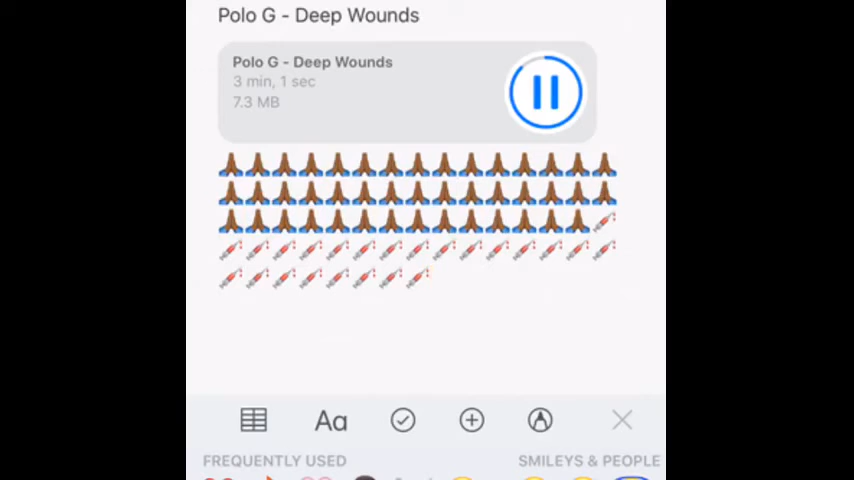 Polo G - Deep Wounds
Polo G - Deep Wounds
3 min, 1 sec
7.3 MB
Aa
FREQUENTLY USED SMILEYS & PEOPLE